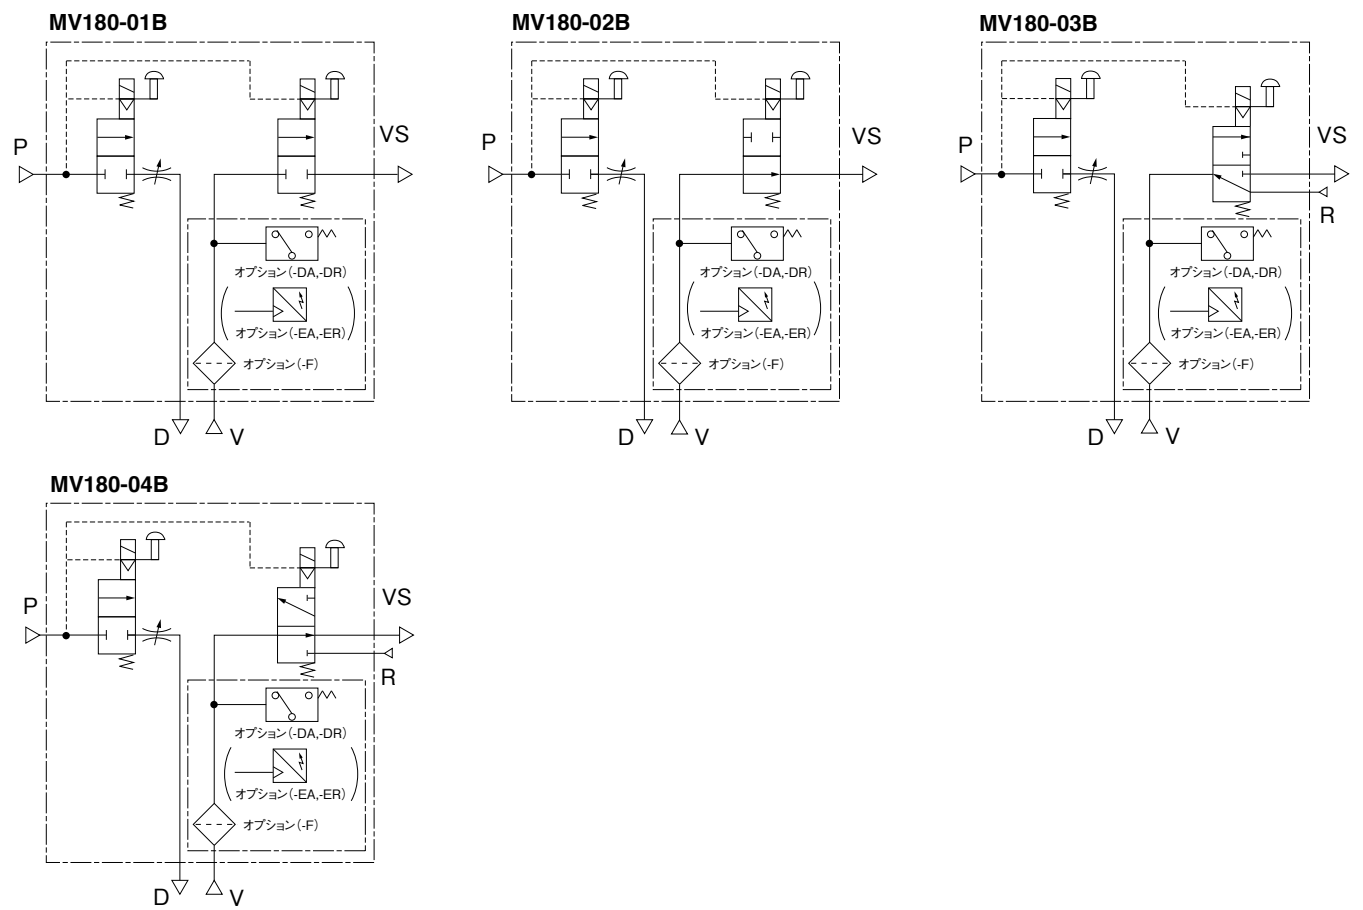 MV180-01B
P
VS
オプション(-DA,-DR)
オプション(-EA,-ER)
オプション(-F)
D
V
MV180-02B
P
VS
オプション(-DA,-DR)
オプション(-EA,-ER)
オプション(-F)
D
V
MV180-03B
P
VS
R
オプション(-DA,-DR)
オプション(-EA,-ER)
オプション(-F)
D
V
MV180-04B
P
VS
R
オプション(-DA,-DR)
オプション(-EA,-ER)
オプション(-F)
D
V